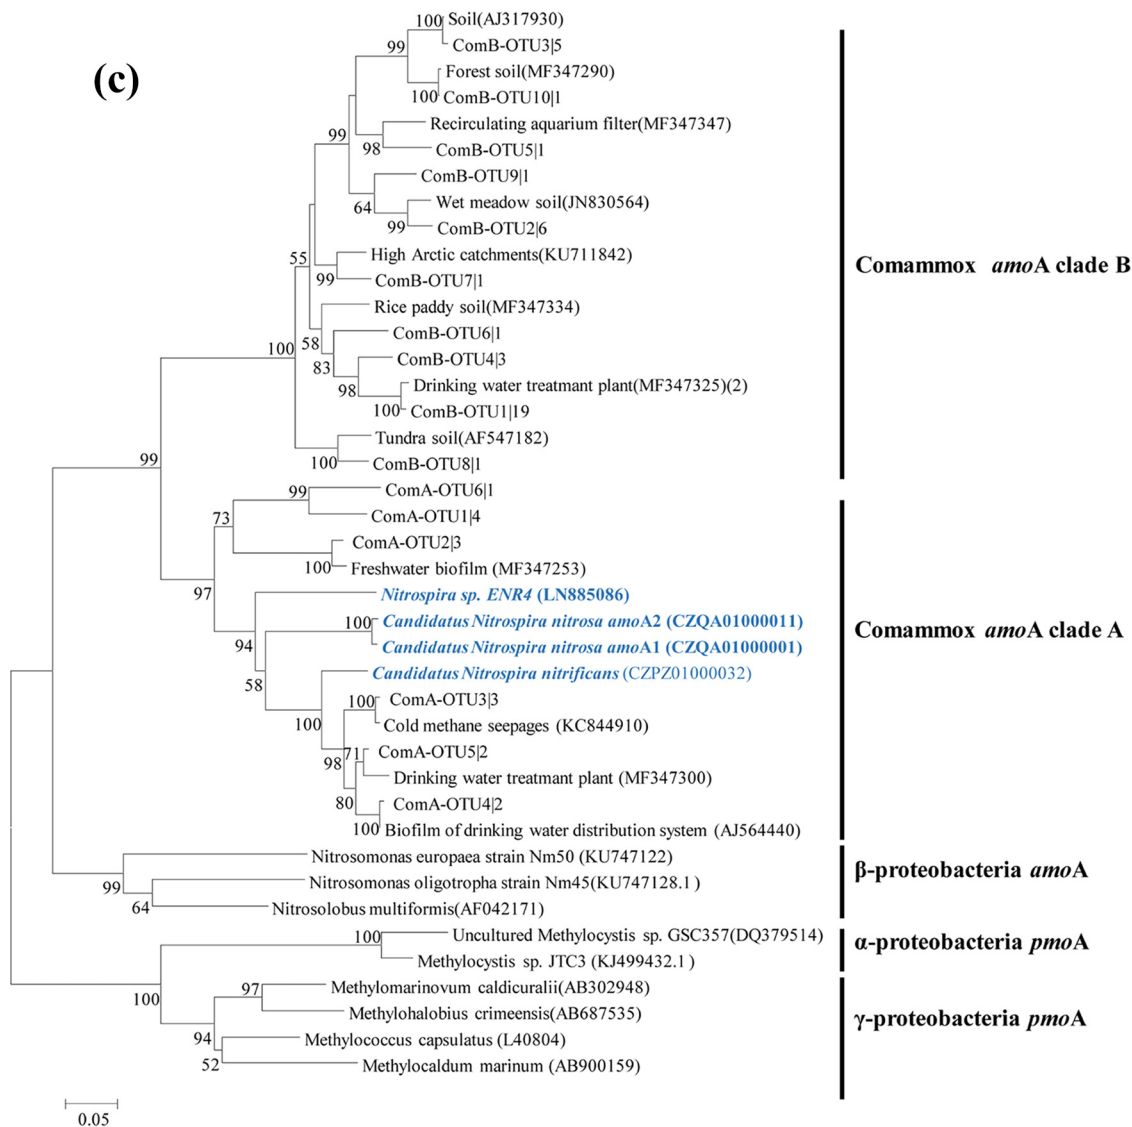 (c)
100 Soil(AJ317930)
99 ComB-OTU3|5
Forest soil(MF347290)
100 ComB-OTU10|1
Recirculating aquarium filter(MF347347)
99
98 ComB-OTU5|1
ComB-OTU9|1
Wet meadow soil(JN830564)
64
99 ComB-OTU2|6
High Arctic catchments(KU711842)
55
99 ComB-OTU7|1
Rice paddy soil(MF347334)
ComB-OTU6|1
100 58
ComB-OTU4|3
83
Drinking water treatmant plant(MF347325)(2)
98
100 ComB-OTU1|19
Tundra soil(AF547182)
100 ComB-OTU8|1
Comammox amoA clade B
99
99 ComA-OTU6|1
73 ComA-OTU1|4
ComA-OTU2|3
100 Freshwater biofilm (MF347253)
97
Nitrospira sp. ENR4 (LN885086)
100 Candidatus Nitrospira nitrosa amoA2 (CZQA01000011)
94 Candidatus Nitrospira nitrosa amoA1 (CZQA01000001)
Candidatus Nitrospira nitrificans (CZPZ01000032)
58
100 ComA-OTU3|3
100 Cold methane seepages (KC844910)
71 ComA-OTU5|2
98
Drinking water treatmant plant (MF347300)
80 ComA-OTU4|2
100 Biofilm of drinking water distribution system (AJ564440)
Comammox amoA clade A
Nitrosomonas europaea strain Nm50 (KU747122)
99 Nitrosomonas oligotropha strain Nm45(KU747128.1)
64 Nitrosolobus multiformis(AF042171)
β-proteobacteria amoA
100 Uncultured Methylocystis sp. GSC357(DQ379514)
Methylocystis sp. JTC3 (KJ499432.1)
α-proteobacteria pmoA
97 Methylomarinovum caldicuralii(AB302948)
100
Methylohalobius crimeensis(AB687535)
94 Methylococcus capsulatus (L40804)
52 Methylocaldum marinum (AB900159)
γ-proteobacteria pmoA
0.05